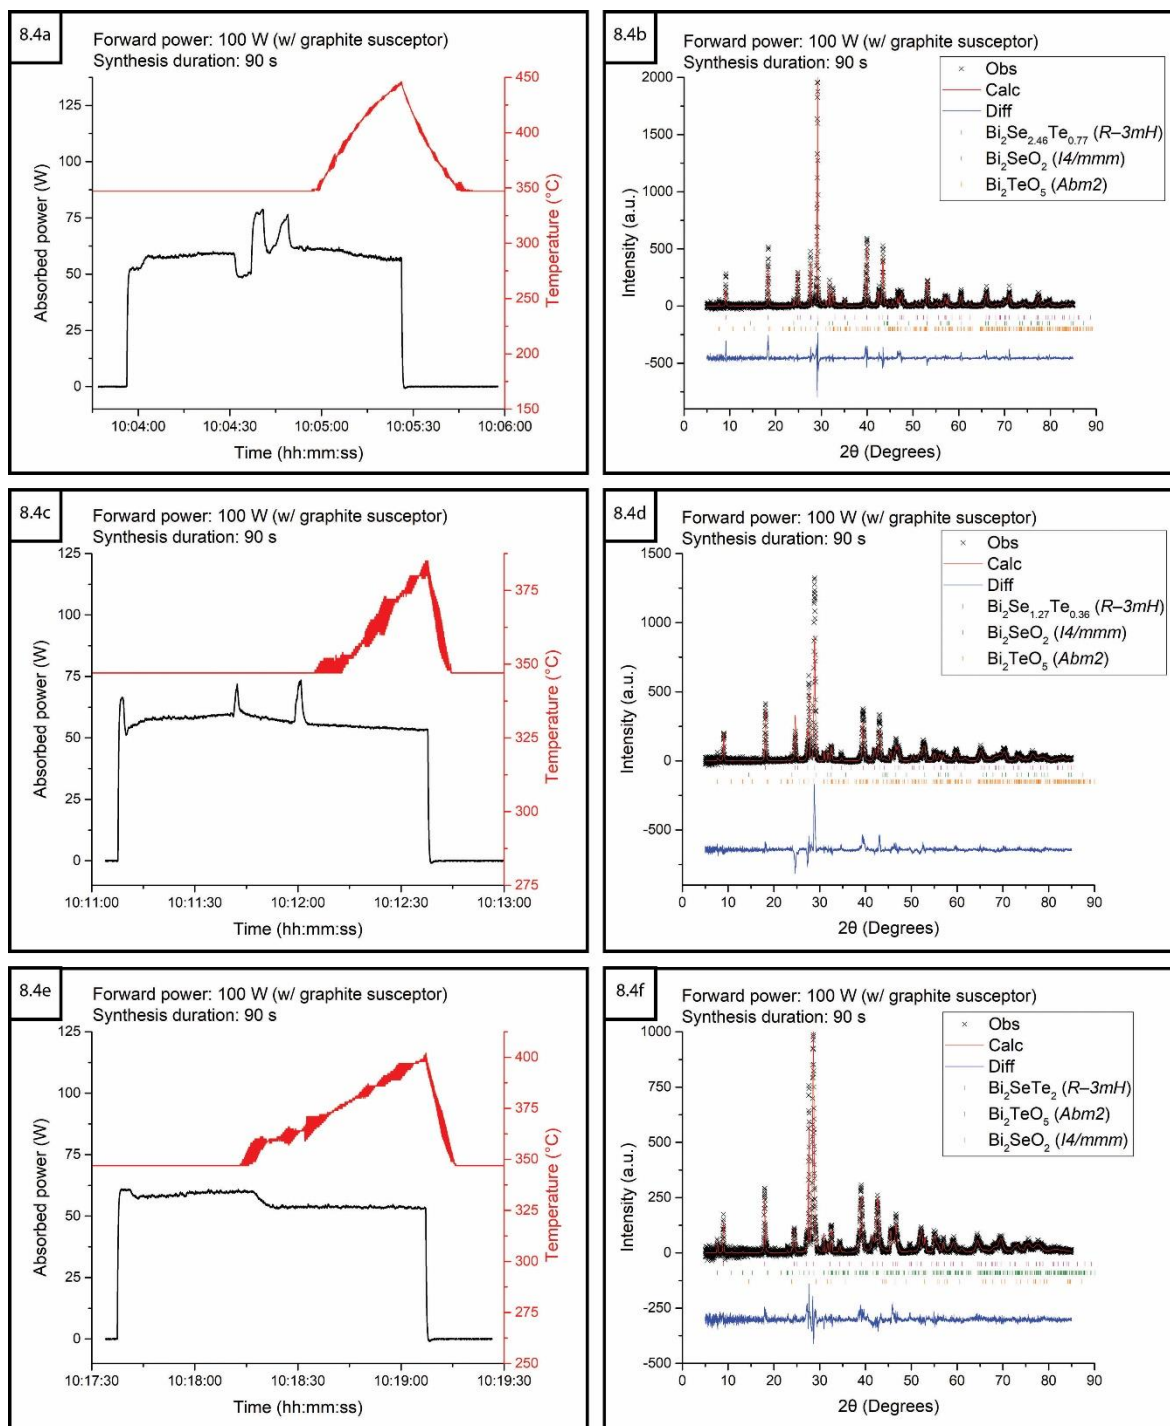 8.4a
Forward power: 100 W (w/ graphite susceptor)
Synthesis duration: 90 s
125
100
75
50
25
0
Absorbed power (W)
450
400
350
300
250
200
150
Temperature (°C)
10:04:00
10:04:30
10:05:00
10:05:30
10:06:00
Time (hh:mm:ss)
8.4b
Forward power: 100 W (w/ graphite susceptor)
Synthesis duration: 90 s
Obs
Calc
Diff
Bi₂Se₂.₄₆Te₀.₇₇ (R–3mH)
Bi₂SeO₂ (I4/mmm)
Bi₂TeO₅ (Abm2)
2000
1500
1000
500
0
-500
Intensity (a.u.)
0 10 20 30 40 50 60 70 80 90
2θ (Degrees)
8.4c
Forward power: 100 W (w/ graphite susceptor)
Synthesis duration: 90 s
125
100
75
50
25
0
Absorbed power (W)
375
350
325
300
275
Temperature (°C)
10:11:00
10:11:30
10:12:00
10:12:30
10:13:00
Time (hh:mm:ss)
8.4d
Forward power: 100 W (w/ graphite susceptor)
Synthesis duration: 90 s
Obs
Calc
Diff
Bi₂Se₁.₂₇Te₀.₃₆ (R–3mH)
Bi₂SeO₂ (I4/mmm)
Bi₂TeO₅ (Abm2)
1500
1000
500
0
-500
Intensity (a.u.)
0 10 20 30 40 50 60 70 80 90
2θ (Degrees)
8.4e
Forward power: 100 W (w/ graphite susceptor)
Synthesis duration: 90 s
125
100
75
50
25
0
Absorbed power (W)
400
350
300
250
Temperature (°C)
10:17:30
10:18:00
10:18:30
10:19:00
10:19:30
Time (hh:mm:ss)
8.4f
Forward power: 100 W (w/ graphite susceptor)
Synthesis duration: 90 s
Obs
Calc
Diff
Bi₂SeTe₂ (R–3mH)
Bi₂TeO₅ (Abm2)
Bi₂SeO₂ (I4/mmm)
1000
750
500
250
0
-250
-500
Intensity (a.u.)
0 10 20 30 40 50 60 70 80 90
2θ (Degrees)